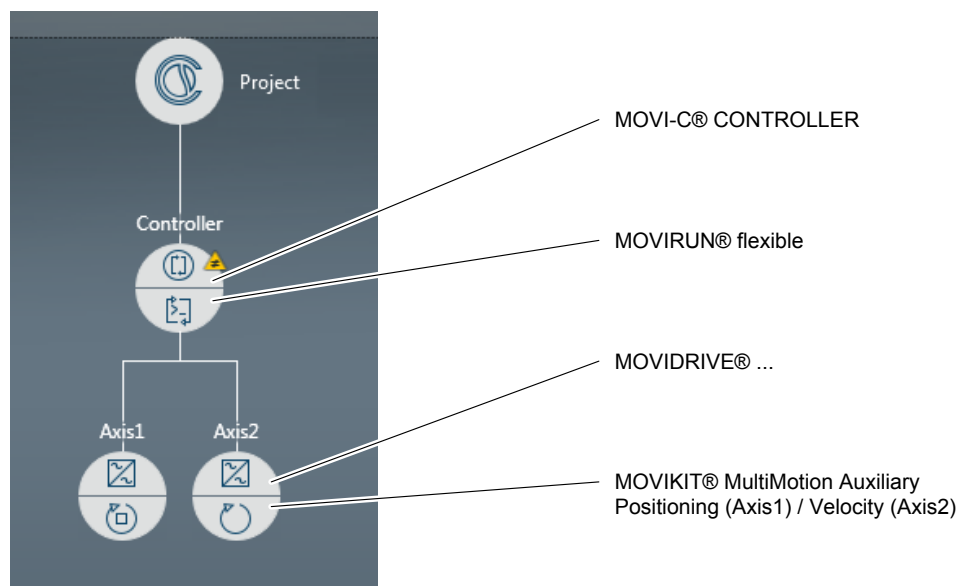 Project
MOVI-C® CONTROLLER
Controller
MOVIRUN® flexible
MOVIDRIVE® ...
Axis1
Axis2
MOVIKIT® MultiMotion Auxiliary
Positioning (Axis1) / Velocity (Axis2)